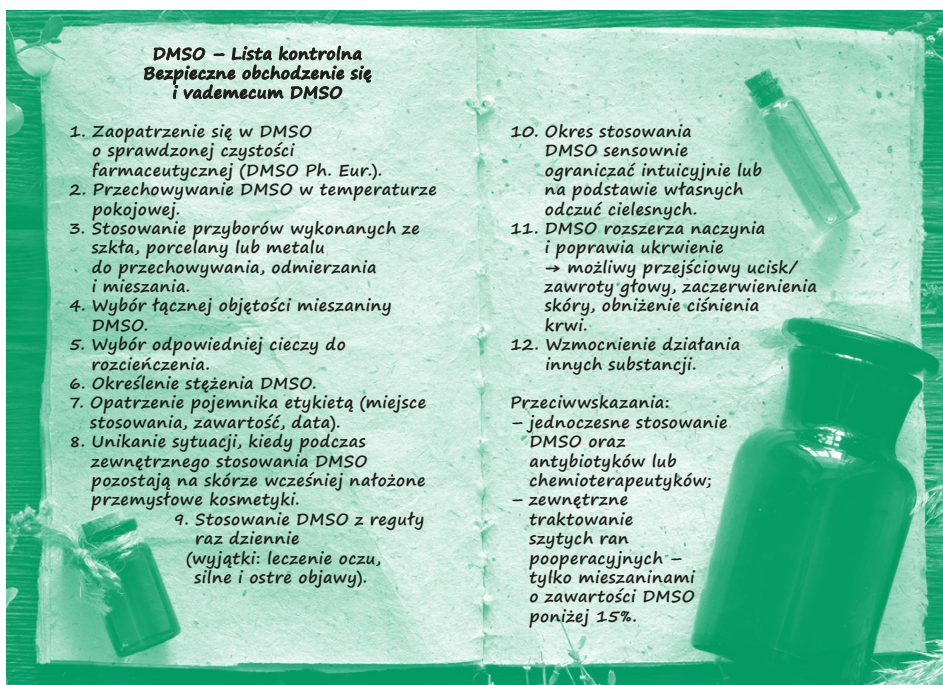 DMSO – Lista kontrolna
Bezpieczne obchodzenie się
i vademecum DMSO
1. Zaopatrzenie się w DMSO
o sprawdzonej czystości
farmaceutycznej (DMSO Ph. Eur.).
2. Przechowywanie DMSO w temperaturze
pokojowej.
3. Stosowanie przyborów wykonanych ze
szkła, porcelany lub metalu
do przechowywania, odmierzania
i mieszania.
4. Wybór łącznej objętości mieszaniny
DMSO.
5. Wybór odpowiedniej cieczy do
rozcieńczenia.
6. Określenie stężenia DMSO.
7. Opatrzenie pojemnika etykietą (miejsce
stosowania, zawartość, data).
8. Unikanie sytuacji, kiedy podczas
zewnętrznego stosowania DMSO
pozostają na skórze wcześniej nałożone
przemysłowe kosmetyki.
9. Stosowanie DMSO z reguły
raz dziennie
(wyjątki: leczenie oczu,
silne i ostre objawy).
10. Okres stosowania
DMSO sensownie
ograniczać intuicyjnie lub
na podstawie własnych
odczuć cielesnych.
11. DMSO rozszerza naczynia
i poprawia ukrwienie
→ możliwy przejściowy ucisk/
zawroty głowy, zaczerwienienia
skóry, obniżenie ciśnienia
krwi.
12. Wzmocnienie działania
innych substancji.
Przeciwwskazania:
– jednoczesne stosowanie
DMSO oraz
antybiotyków lub
chemioterapeutyków;
– zewnętrzne
traktowanie
szytych ran
pooperacyjnych –
tylko mieszaninami
o zawartości DMSO
poniżej 15%.